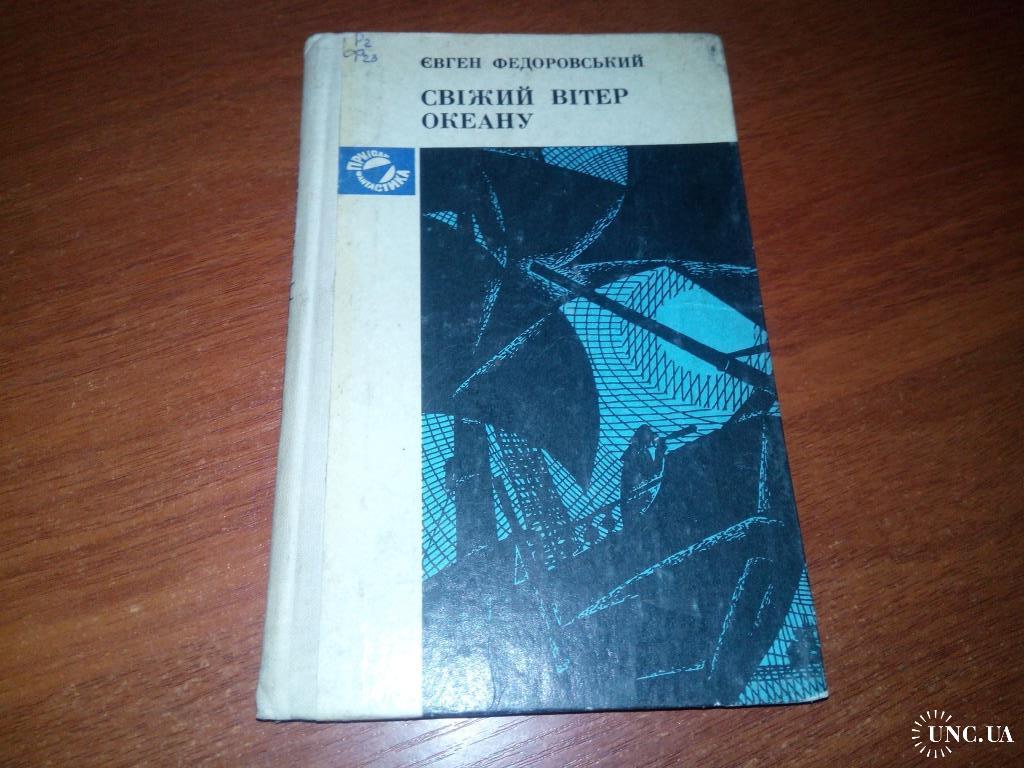 ЄВГЕН ФЕДОРОВСЬКИЙ
СВІЖИЙ ВІТЕР
ОКЕАНУ
ПРИГОДИ
ФАНТАСТИКА
UNC.UA